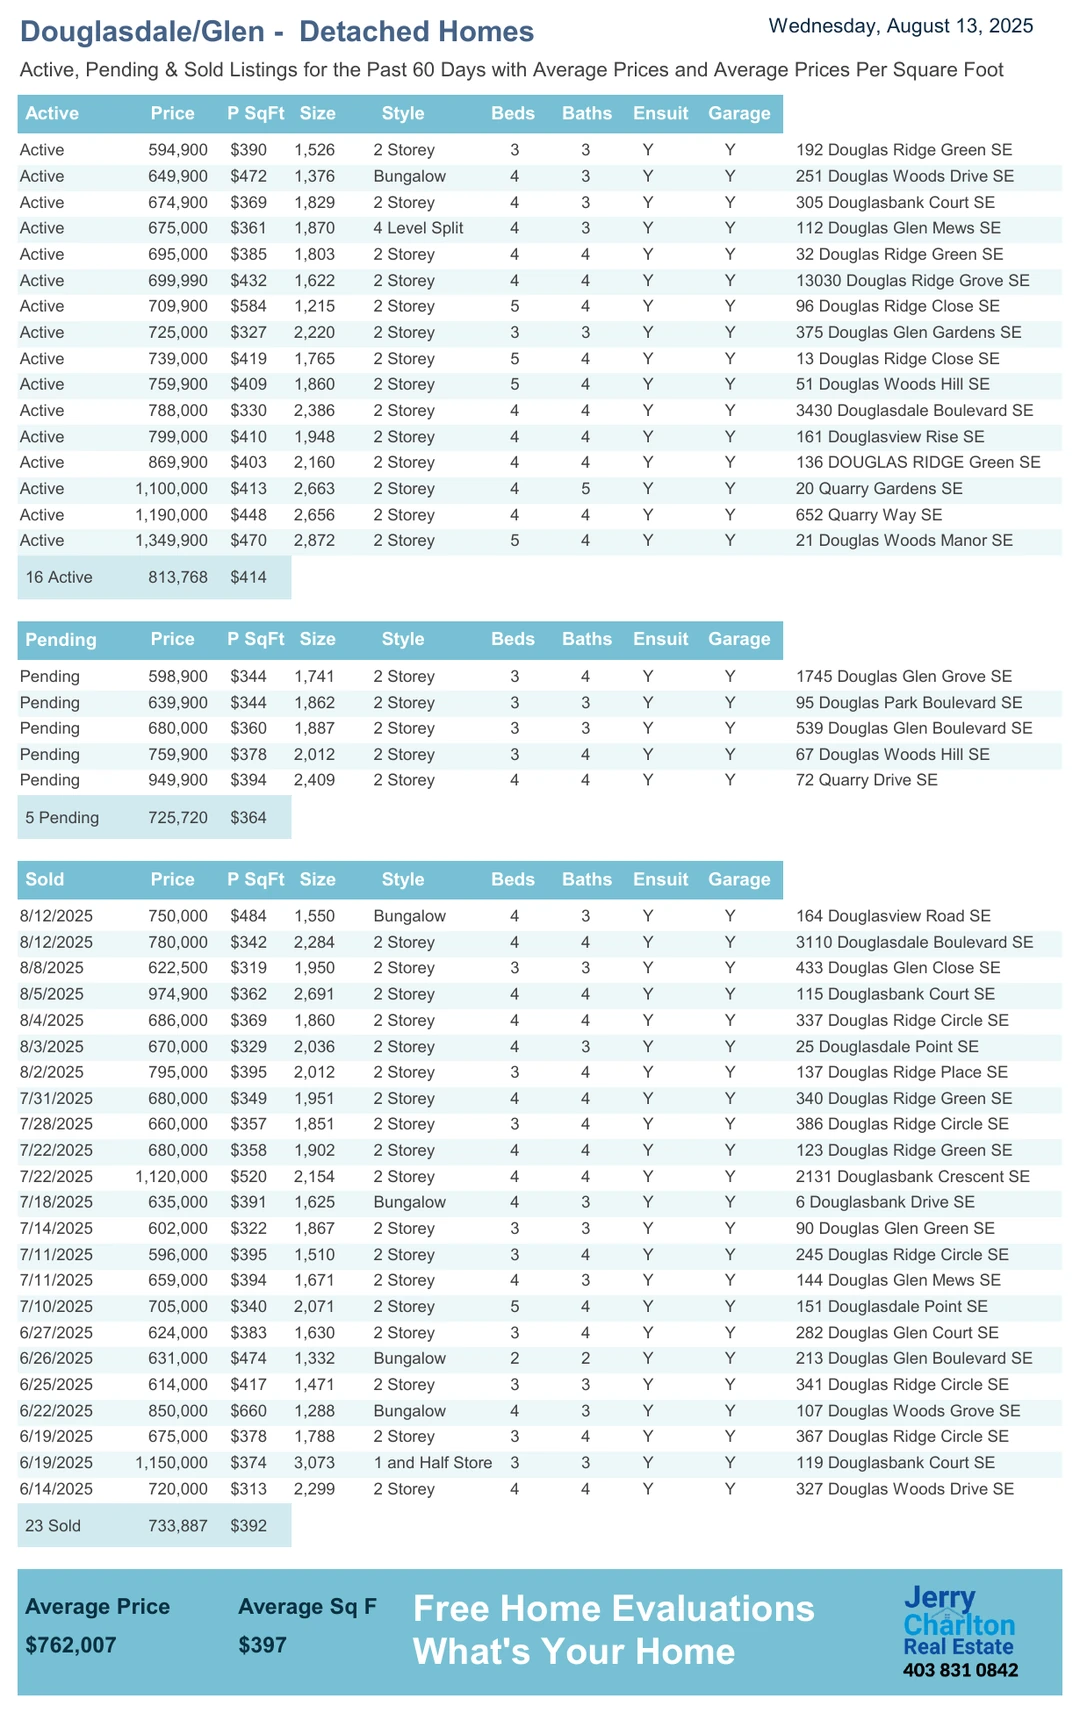 Douglasdale/Glen - Detached Homes
Wednesday, August 13, 2025
Active, Pending & Sold Listings for the Past 60 Days with Average Prices and Average Prices Per Square Foot
Active Price P SqFt Size Style Beds Baths Ensuit Garage
Active 594,900 $390 1,526 2 Storey 3 3 Y Y 192 Douglas Ridge Green SE
Active 649,900 $472 1,376 Bungalow 4 3 Y Y 251 Douglas Woods Drive SE
Active 674,900 $369 1,829 2 Storey 4 3 Y Y 305 Douglasbank Court SE
Active 675,000 $361 1,870 4 Level Split 4 3 Y Y 112 Douglas Glen Mews SE
Active 695,000 $385 1,803 2 Storey 4 4 Y Y 32 Douglas Ridge Green SE
Active 699,990 $432 1,622 2 Storey 4 4 Y Y 13030 Douglas Ridge Grove SE
Active 709,900 $584 1,215 2 Storey 5 4 Y Y 96 Douglas Ridge Close SE
Active 725,000 $327 2,220 2 Storey 3 3 Y Y 375 Douglas Glen Gardens SE
Active 739,000 $419 1,765 2 Storey 5 4 Y Y 13 Douglas Ridge Close SE
Active 759,900 $409 1,860 2 Storey 5 4 Y Y 51 Douglas Woods Hill SE
Active 788,000 $330 2,386 2 Storey 4 4 Y Y 3430 Douglasdale Boulevard SE
Active 799,000 $410 1,948 2 Storey 4 4 Y Y 161 Douglasview Rise SE
Active 869,900 $403 2,160 2 Storey 4 4 Y Y 136 DOUGLAS RIDGE Green SE
Active 1,100,000 $413 2,663 2 Storey 4 5 Y Y 20 Quarry Gardens SE
Active 1,190,000 $448 2,656 2 Storey 4 4 Y Y 652 Quarry Way SE
Active 1,349,900 $470 2,872 2 Storey 5 4 Y Y 21 Douglas Woods Manor SE
16 Active 813,768 $414
Pending Price P SqFt Size Style Beds Baths Ensuit Garage
Pending 598,900 $344 1,741 2 Storey 3 4 Y Y 1745 Douglas Glen Grove SE
Pending 639,900 $344 1,862 2 Storey 3 3 Y Y 95 Douglas Park Boulevard SE
Pending 680,000 $360 1,887 2 Storey 3 3 Y Y 539 Douglas Glen Boulevard SE
Pending 759,900 $378 2,012 2 Storey 3 4 Y Y 67 Douglas Woods Hill SE
Pending 949,900 $394 2,409 2 Storey 4 4 Y Y 72 Quarry Drive SE
5 Pending 725,720 $364
Sold Price P SqFt Size Style Beds Baths Ensuit Garage
8/12/2025 750,000 $484 1,550 Bungalow 4 3 Y Y 164 Douglasview Road SE
8/12/2025 780,000 $342 2,284 2 Storey 4 4 Y Y 3110 Douglasdale Boulevard SE
8/8/2025 622,500 $319 1,950 2 Storey 3 3 Y Y 433 Douglas Glen Close SE
8/5/2025 974,900 $362 2,691 2 Storey 4 4 Y Y 115 Douglasbank Court SE
8/4/2025 686,000 $369 1,860 2 Storey 4 4 Y Y 337 Douglas Ridge Circle SE
8/3/2025 670,000 $329 2,036 2 Storey 4 3 Y Y 25 Douglasdale Point SE
8/2/2025 795,000 $395 2,012 2 Storey 3 4 Y Y 137 Douglas Ridge Place SE
7/31/2025 680,000 $349 1,951 2 Storey 4 4 Y Y 340 Douglas Ridge Green SE
7/28/2025 660,000 $357 1,851 2 Storey 3 4 Y Y 386 Douglas Ridge Circle SE
7/22/2025 680,000 $358 1,902 2 Storey 4 4 Y Y 123 Douglas Ridge Green SE
7/22/2025 1,120,000 $520 2,154 2 Storey 4 4 Y Y 2131 Douglasbank Crescent SE
7/18/2025 635,000 $391 1,625 Bungalow 4 3 Y Y 6 Douglasbank Drive SE
7/14/2025 602,000 $322 1,867 2 Storey 3 3 Y Y 90 Douglas Glen Green SE
7/11/2025 596,000 $395 1,510 2 Storey 3 4 Y Y 245 Douglas Ridge Circle SE
7/11/2025 659,000 $394 1,671 2 Storey 4 3 Y Y 144 Douglas Glen Mews SE
7/10/2025 705,000 $340 2,071 2 Storey 5 4 Y Y 151 Douglasdale Point SE
6/27/2025 624,000 $383 1,630 2 Storey 3 4 Y Y 282 Douglas Glen Court SE
6/26/2025 631,000 $474 1,332 Bungalow 2 2 Y Y 213 Douglas Glen Boulevard SE
6/25/2025 614,000 $417 1,471 2 Storey 3 3 Y Y 341 Douglas Ridge Circle SE
6/22/2025 850,000 $660 1,288 Bungalow 4 3 Y Y 107 Douglas Woods Grove SE
6/19/2025 675,000 $378 1,788 2 Storey 3 4 Y Y 367 Douglas Ridge Circle SE
6/19/2025 1,150,000 $374 3,073 1 and Half Store 3 3 Y Y 119 Douglasbank Court SE
6/14/2025 720,000 $313 2,299 2 Storey 4 4 Y Y 327 Douglas Woods Drive SE
23 Sold 733,887 $392
Average Price Average Sq F
$762,007 $397
Free Home Evaluations
What's Your Home
Jerry
Charlton
Real Estate
403 831 0842